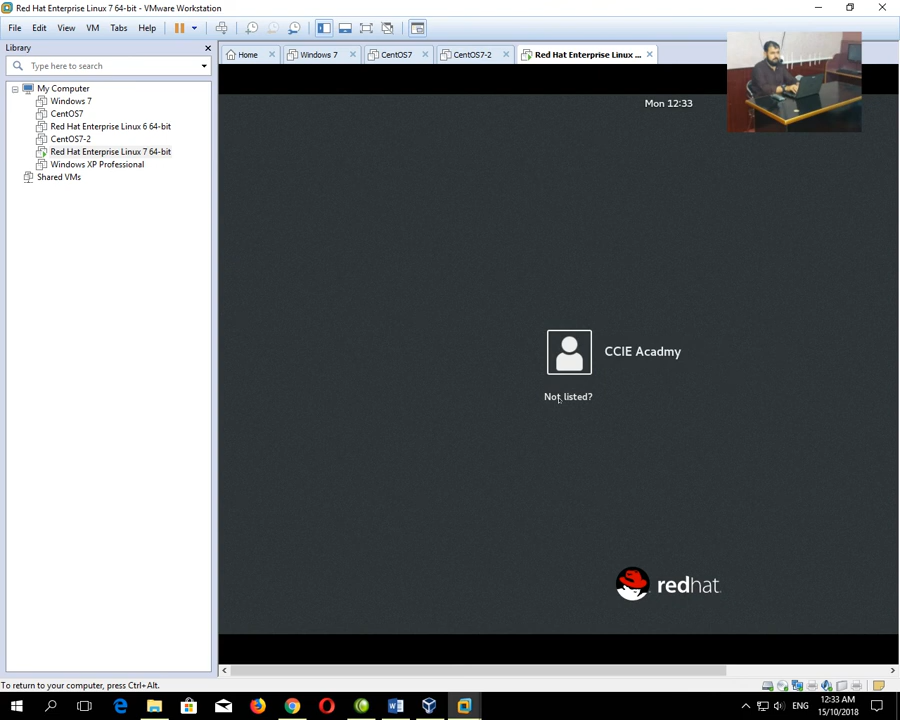 Red Hat Enterprise Linux 7 64-bit - VMware Workstation
File Edit View VM Tabs Help
Library
Type here to search
My Computer
Windows 7
CentOS7
Red Hat Enterprise Linux 6 64-bit
CentOS7-2
Red Hat Enterprise Linux 7 64-bit
Windows XP Professional
Shared VMs
Home Windows 7 CentOS7 CentOS7-2 Red Hat Enterprise Linux ...
Mon 12:33
CCIE Acadmy
Not listed?
redhat.
To return to your computer, press Ctrl+Alt.
ENG
12:33 AM
15/10/2018